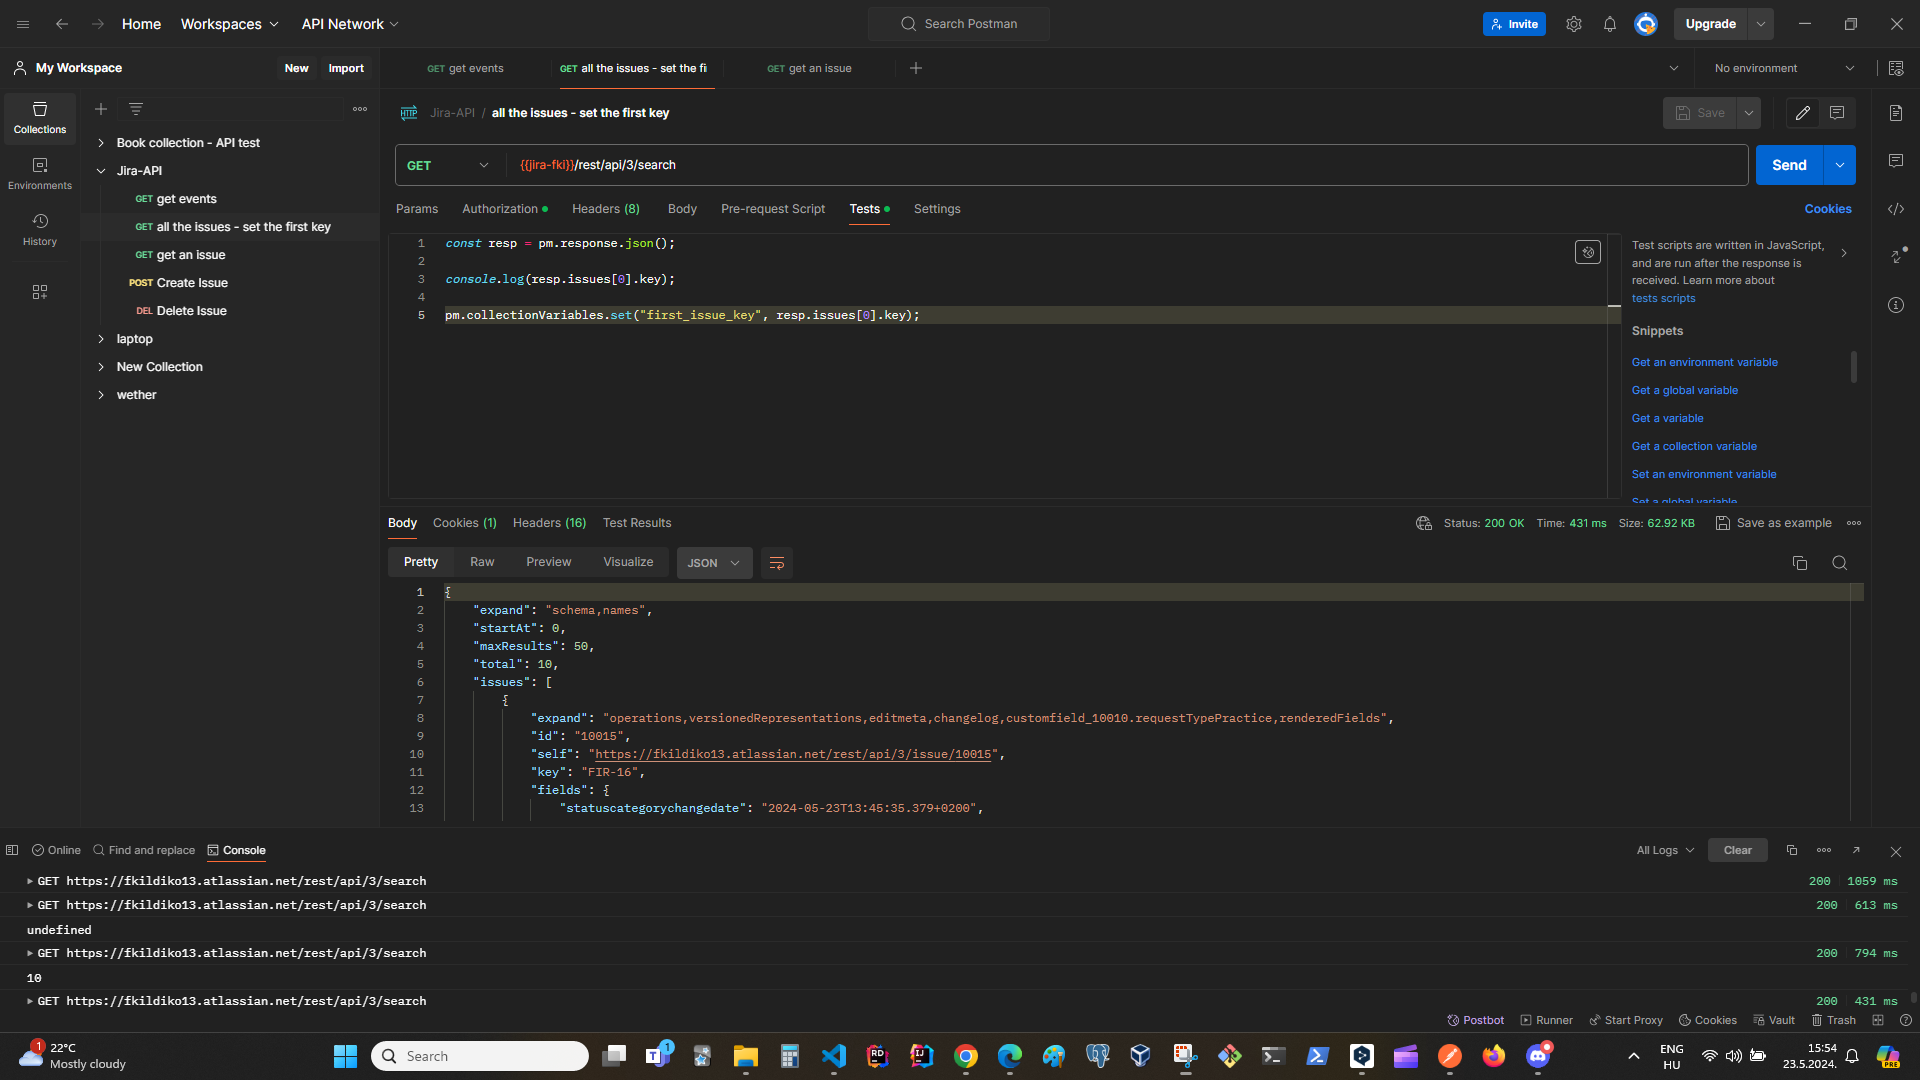 Home Workspaces API Network Search Postman Invite Upgrade
My Workspace New Import GET get events GET all the issues - set the fi GET get an issue No environment
Collections
Environments
History
Book collection - API test
Jira-API
GET get events
GET all the issues - set the first key
GET get an issue
POST Create Issue
DEL Delete Issue
laptop
New Collection
wether
HTTP Jira-API / all the issues - set the first key Save
GET {{jira-fki}}/rest/api/3/search Send
Params Authorization Headers (8) Body Pre-request Script Tests Settings Cookies
1 const resp = pm.response.json();
2
3 console.log(resp.issues[0].key);
4
5 pm.collectionVariables.set("first_issue_key", resp.issues[0].key);
Test scripts are written in JavaScript,
and are run after the response is
received. Learn more about
tests scripts
Snippets
Get an environment variable
Get a global variable
Get a variable
Get a collection variable
Set an environment variable
Set a global variable
Body Cookies (1) Headers (16) Test Results Status: 200 OK Time: 431 ms Size: 62.92 KB Save as example
Pretty Raw Preview Visualize JSON
1 {
2 "expand": "schema,names",
3 "startAt": 0,
4 "maxResults": 50,
5 "total": 10,
6 "issues": [
7 {
8 "expand": "operations,versionedRepresentations,editmeta,changelog,customfield_10010.requestTypePractice,renderedFields",
9 "id": "10015",
10 "self": "https://fkildiko13.atlassian.net/rest/api/3/issue/10015",
11 "key": "FIR-16",
12 "fields": {
13 "statuscategorychangedate": "2024-05-23T13:45:35.379+0200",
Online Find and replace Console All Logs Clear
GET https://fkildiko13.atlassian.net/rest/api/3/search 200 1059 ms
GET https://fkildiko13.atlassian.net/rest/api/3/search 200 613 ms
undefined
GET https://fkildiko13.atlassian.net/rest/api/3/search 200 794 ms
10
GET https://fkildiko13.atlassian.net/rest/api/3/search 200 431 ms
Postbot Runner Start Proxy Cookies Vault Trash
1 22°C
Mostly cloudy
Search
1
RD
IJ
ENG
HU
15:54
23.5.2024.
PRE